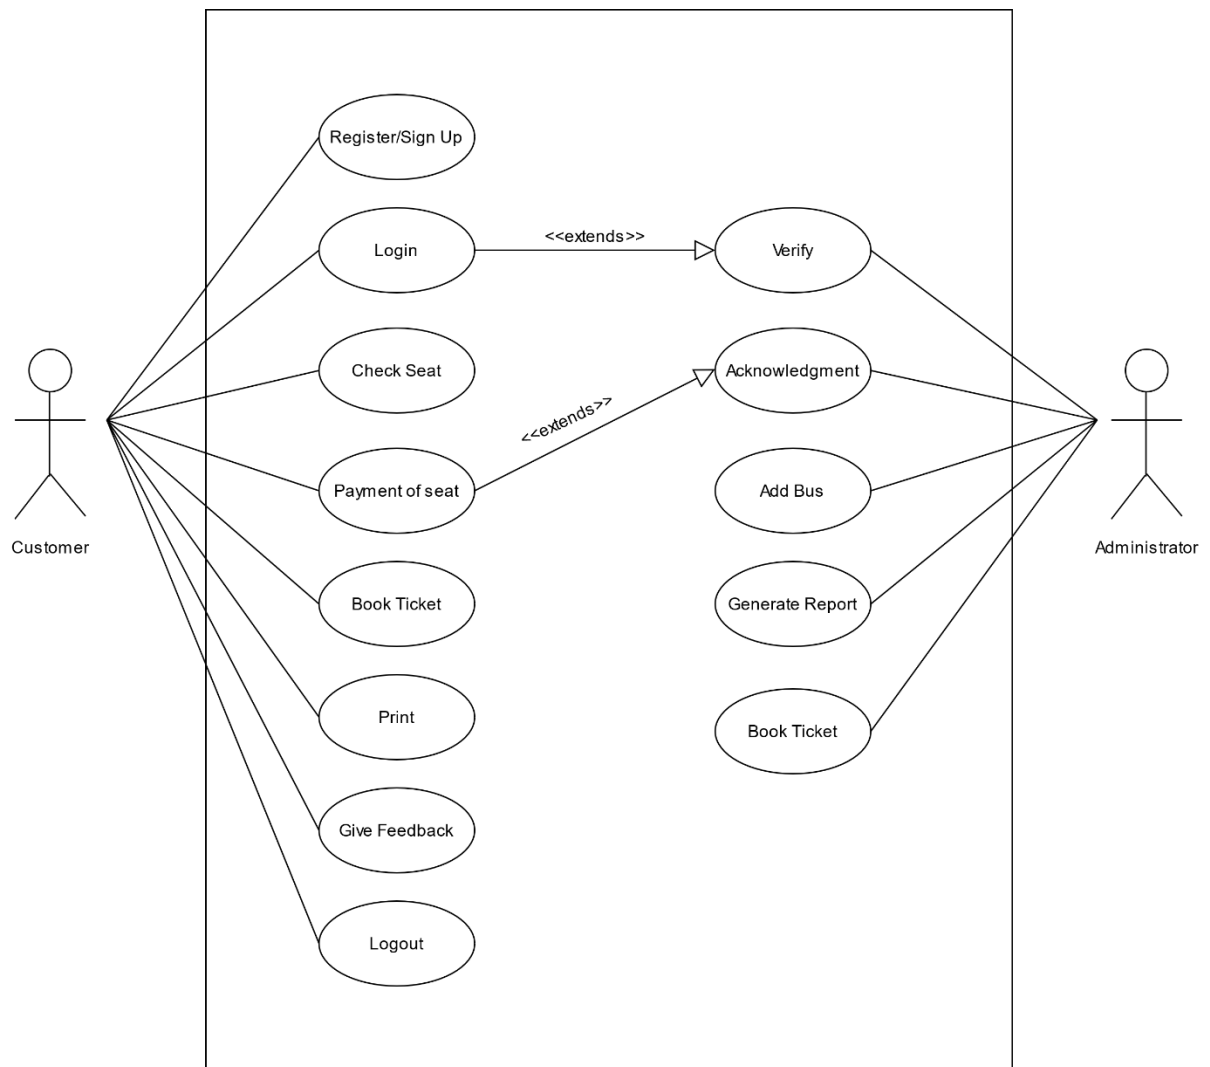 Register/Sign Up
Login
<<extends>>
Verify
Check Seat
Acknowledgment
<<extends>>
Payment of seat
Add Bus
Customer
Administrator
Book Ticket
Generate Report
Print
Book Ticket
Give Feedback
Logout